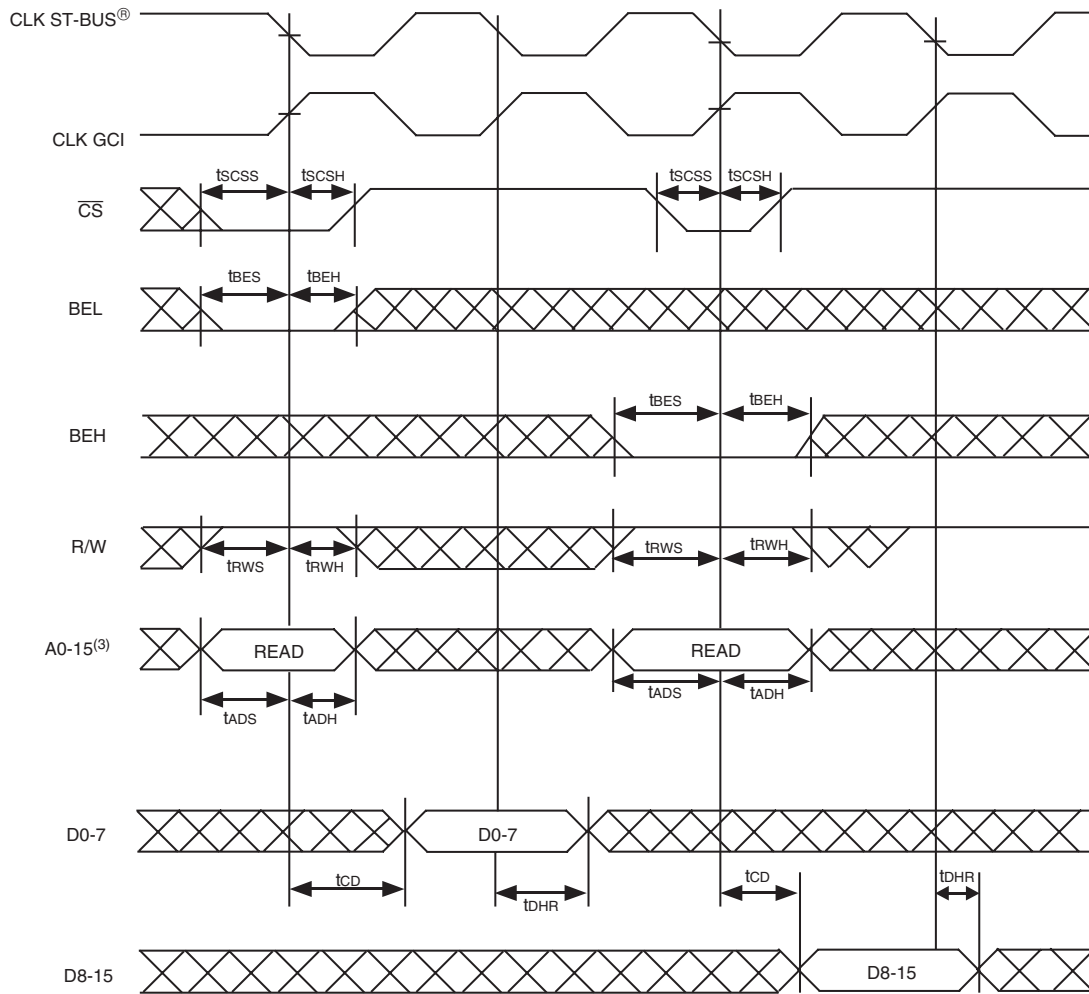 CLK ST-BUS®
CLK GCI
tSCSS tSCSH tSCSS tSCSH
CS
tBES tBEH
BEL
tBES tBEH
BEH
R/W
tRWS tRWH tRWS tRWH
A0-15(3) READ READ
tADS tADH tADS tADH
D0-7 D0-7
tCD tDHR tCD tDHR
D8-15 D8-15